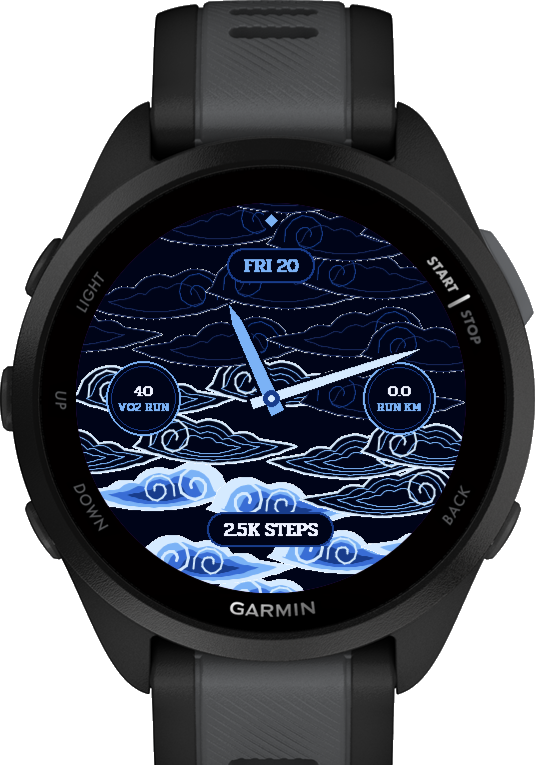 FRI 20
START
STOP
LIGHT
40
VO2 RUN
0.0
RUN KM
UP
DOWN
BACK
2.5K STEPS
GARMIN